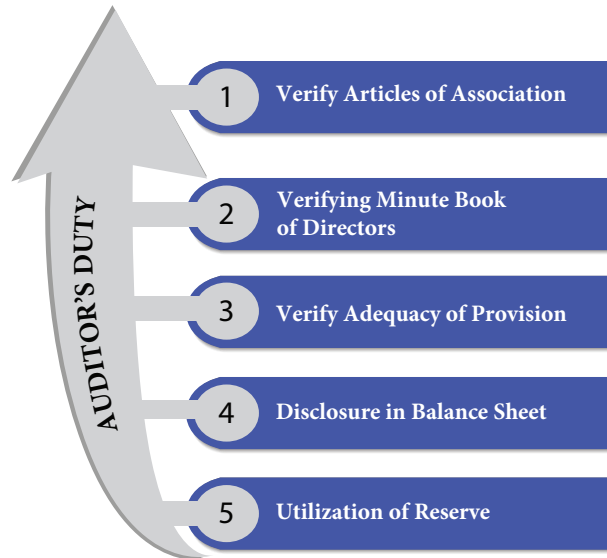 AUDITOR'S DUTY
1
Verify Articles of Association
2
Verifying Minute Book
of Directors
3
Verify Adequacy of Provision
4
Disclosure in Balance Sheet
5
Utilization of Reserve